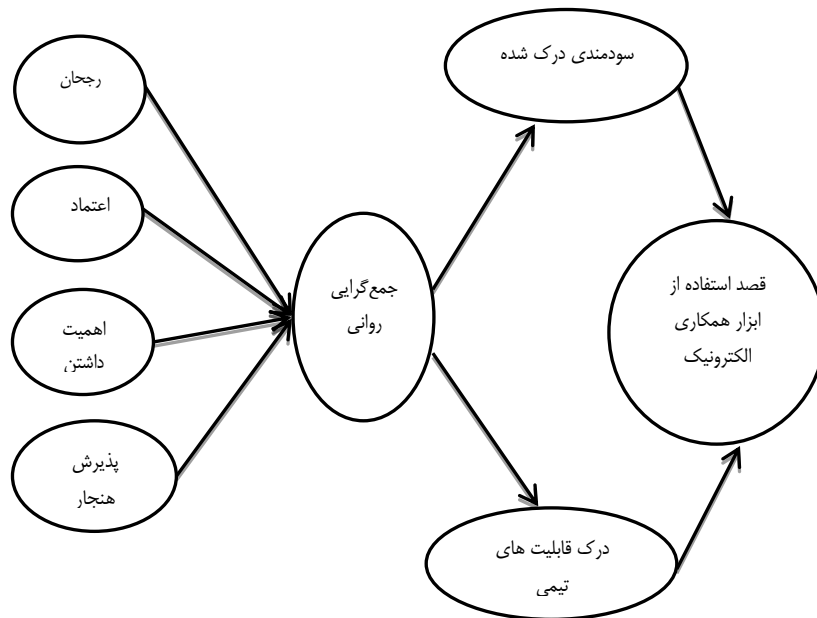 سودمندی درک شده
رجحان
اعتماد
اهمیت
داشتن
پذیرش
هنجار
جمع‌گرایی
روانی
قصد استفاده از
ابزار همکاری
الکترونیک
درک قابلیت های
تیمی